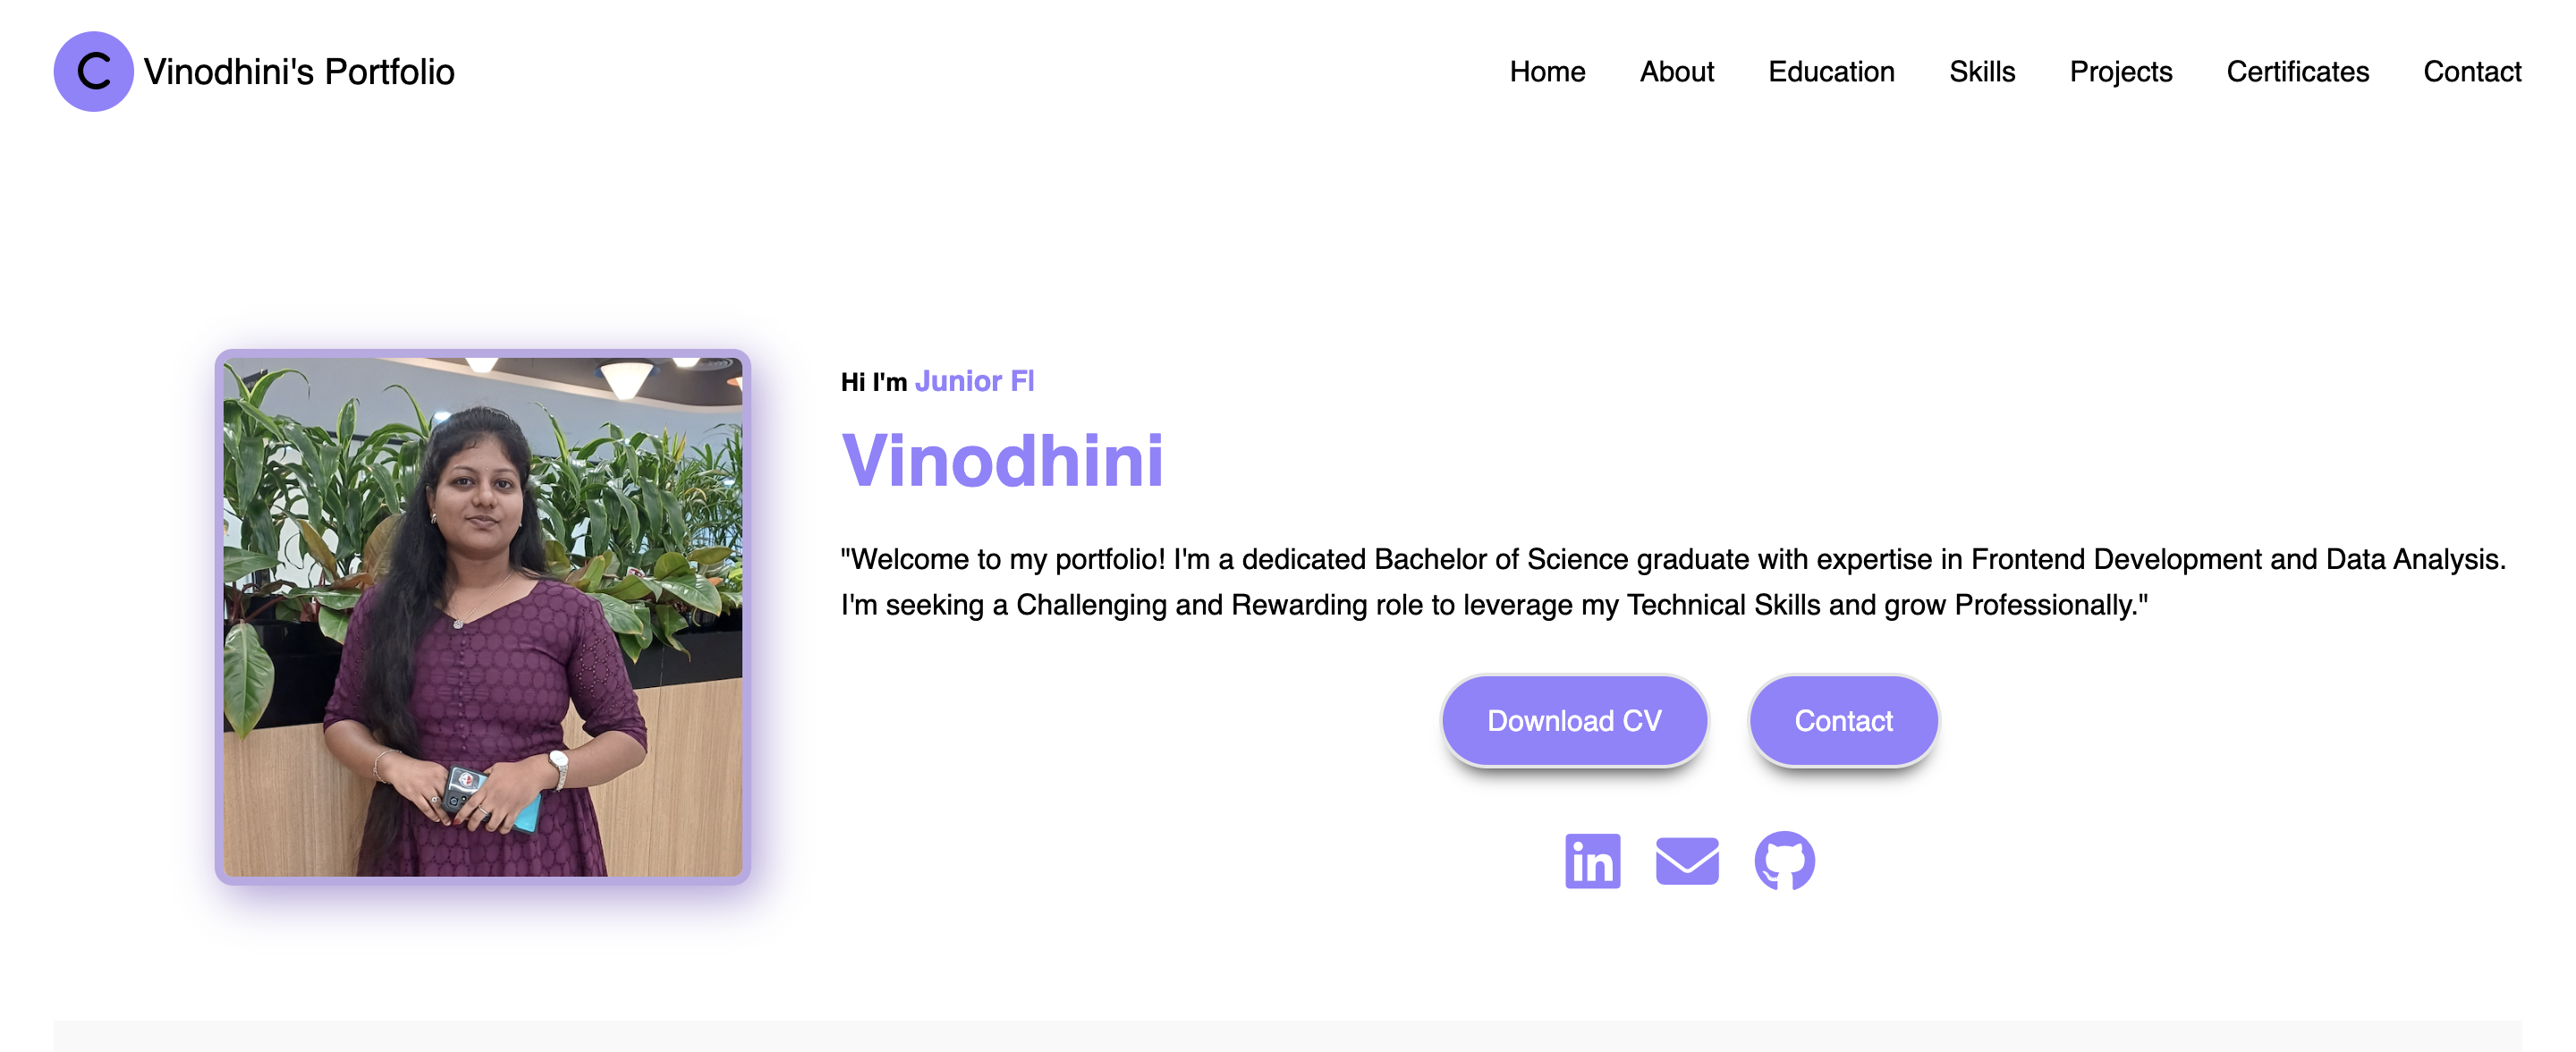 C Vinodhini's Portfolio
Home About Education Skills Projects Certificates Contact
Hi I'm Junior Fl
Vinodhini
"Welcome to my portfolio! I'm a dedicated Bachelor of Science graduate with expertise in Frontend Development and Data Analysis.
I'm seeking a Challenging and Rewarding role to leverage my Technical Skills and grow Professionally."
Download CV Contact
in